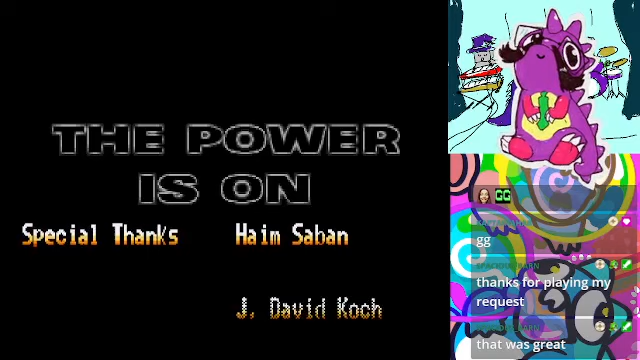 THE POWER
IS ON
Special Thanks Haim Saban
J. David Koch
GG
gg
thanks for playing my
request
that was great